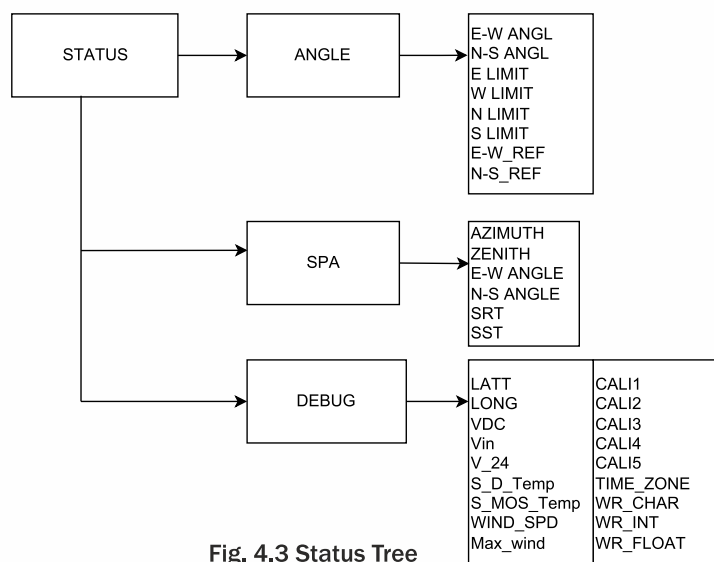 STATUS
ANGLE
E-W ANGL
N-S ANGL
E LIMIT
W LIMIT
N LIMIT
S LIMIT
E-W_REF
N-S_REF
SPA
AZIMUTH
ZENITH
E-W ANGLE
N-S ANGLE
SRT
SST
DEBUG
LATT
LONG
VDC
Vin
V_24
S_D_Temp
S_MOS_Temp
WIND_SPD
Max_wind
CALI1
CALI2
CALI3
CALI4
CALI5
TIME_ZONE
WR_CHAR
WR_INT
WR_FLOAT
Fig. 4.3 Status Tree